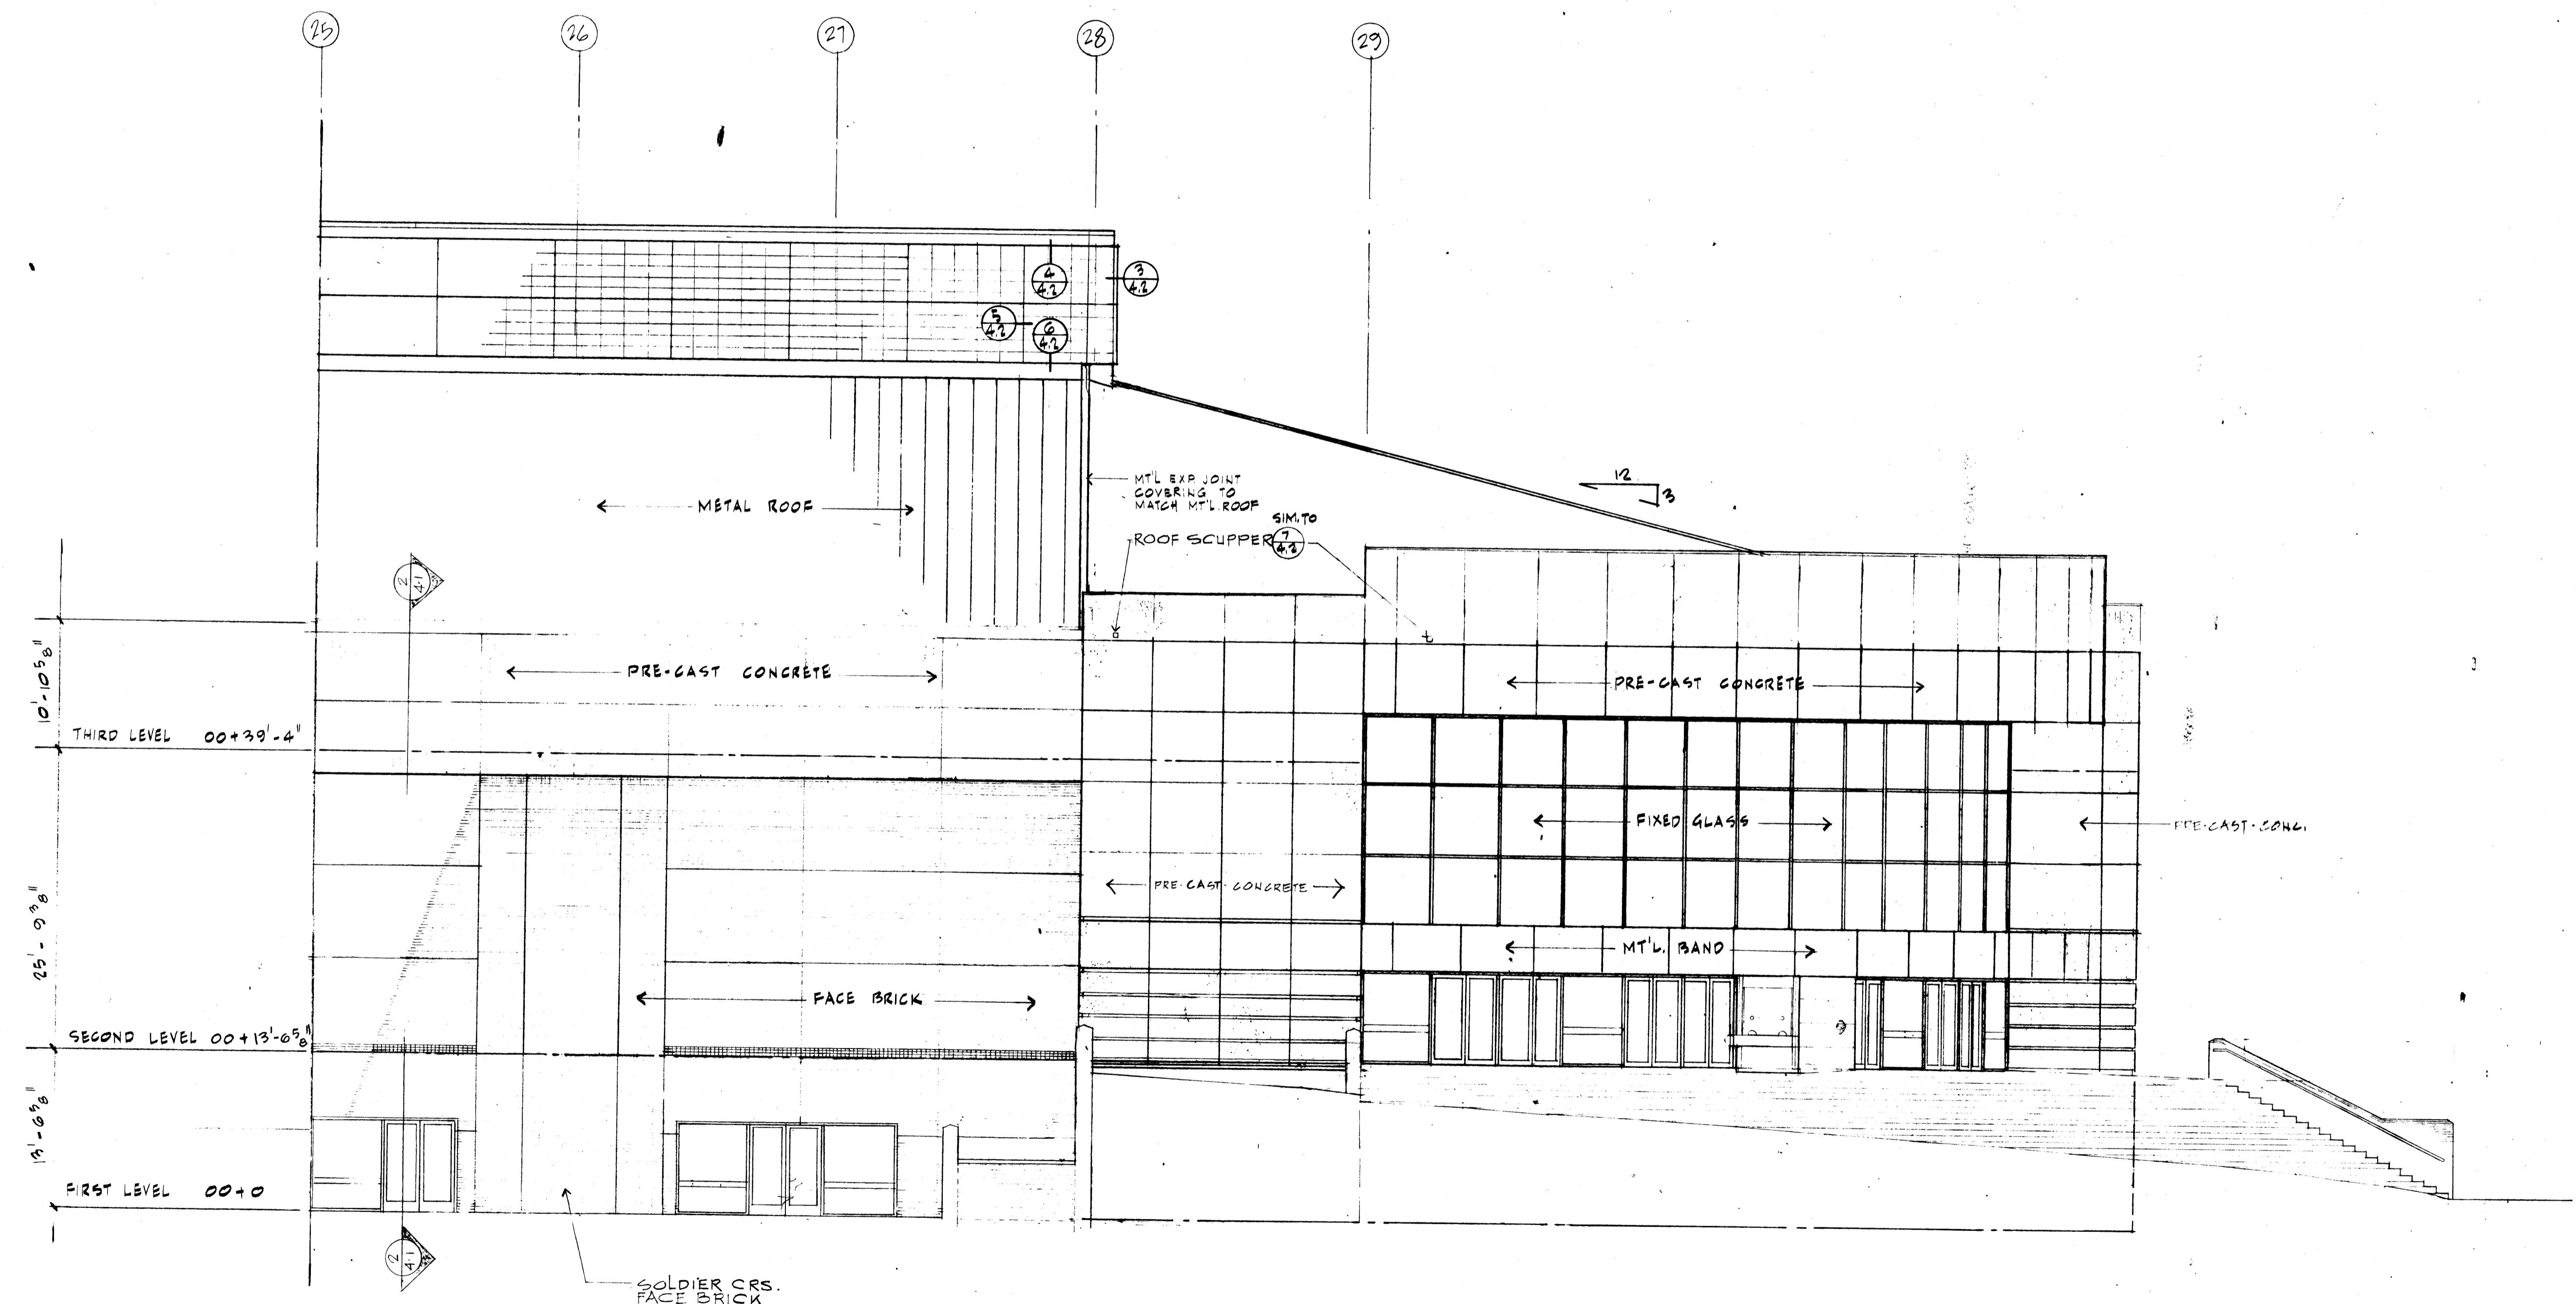 25
26
27
28
29
4
4.2
3
4.2
5
4.2
6
4.2
MT'L EXP. JOINT
COVERING TO
MATCH MT'L. ROOF
12
3
METAL ROOF
SIM. TO
ROOF SCUPPER
7
4.2
2
4.1
10'-10 5/8"
PRE-CAST CONCRETE
PRE-CAST CONCRETE
THIRD LEVEL 00+39'-4"
FIXED GLASS
PRE-CAST-CONC.
PRE-CAST-CONCRETE
25'-9 3/8"
MT'L. BAND
FACE BRICK
SECOND LEVEL 00+13'-6 5/8"
13'-6 5/8"
FIRST LEVEL 00+0
2
4.1
SOLDIER CRS.
FACE BRICK